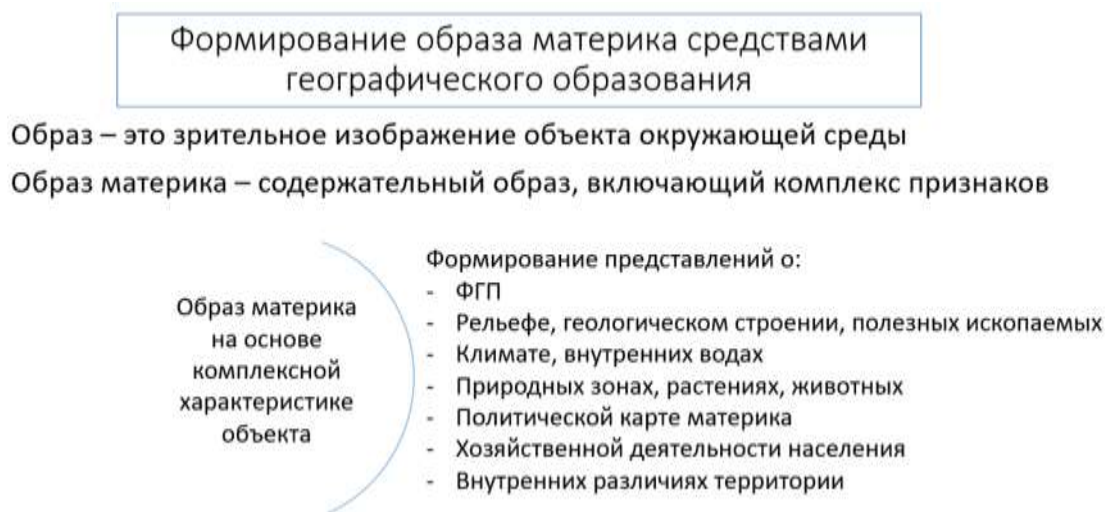 Формирование образа материка средствами
географического образования
Образ – это зрительное изображение объекта окружающей среды
Образ материка – содержательный образ, включающий комплекс признаков
Образ материка
на основе
комплексной
характеристике
объекта
Формирование представлений о:
- ФГП
- Рельефе, геологическом строении, полезных ископаемых
- Климате, внутренних водах
- Природных зонах, растениях, животных
- Политической карте материка
- Хозяйственной деятельности населения
- Внутренних различиях территории